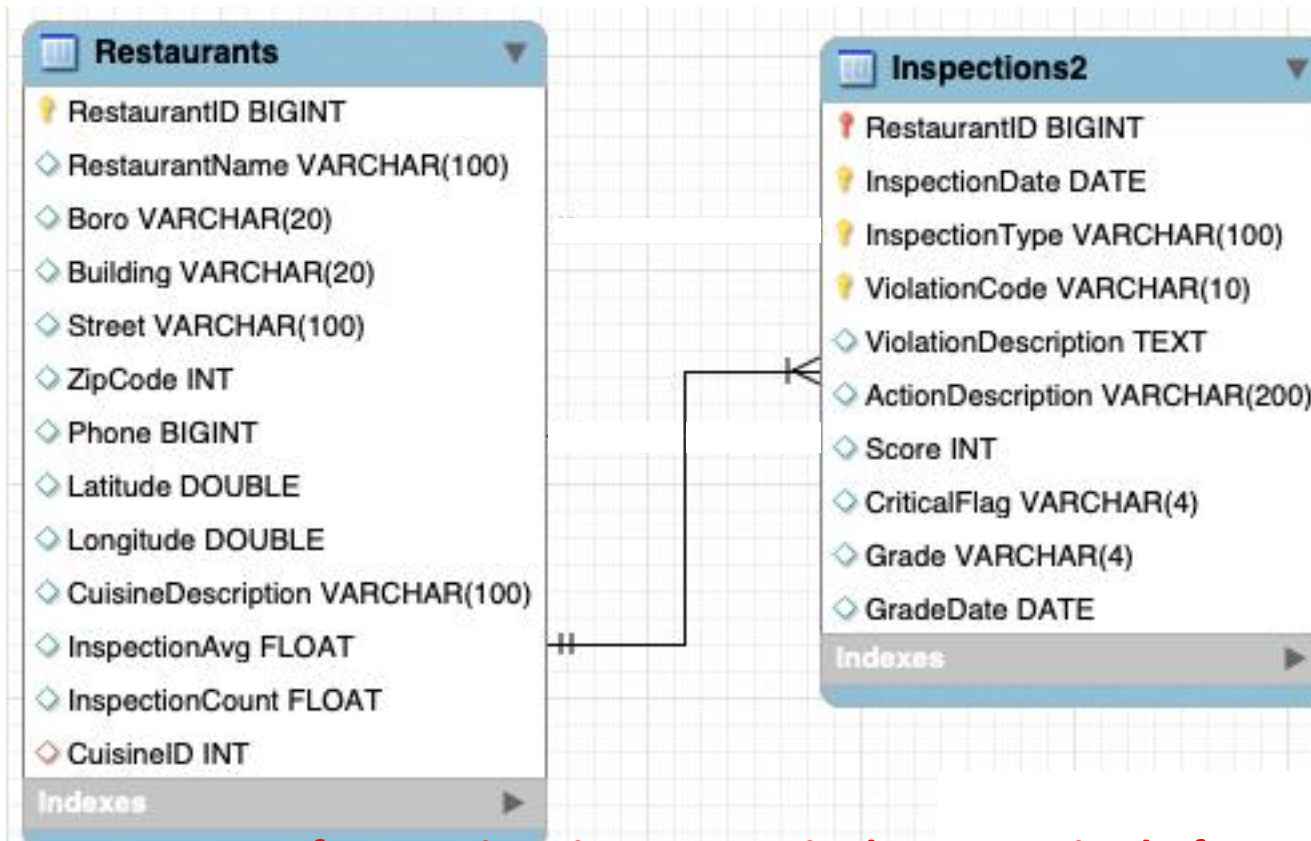 Restaurants
RestaurantID BIGINT
RestaurantName VARCHAR(100)
Boro VARCHAR(20)
Building VARCHAR(20)
Street VARCHAR(100)
ZipCode INT
Phone BIGINT
Latitude DOUBLE
Longitude DOUBLE
CuisineDescription VARCHAR(100)
InspectionAvg FLOAT
InspectionCount FLOAT
CuisineID INT
Indexes
Inspections2
RestaurantID BIGINT
InspectionDate DATE
InspectionType VARCHAR(100)
ViolationCode VARCHAR(10)
ViolationDescription TEXT
ActionDescription VARCHAR(200)
Score INT
CriticalFlag VARCHAR(4)
Grade VARCHAR(4)
GradeDate DATE
Indexes